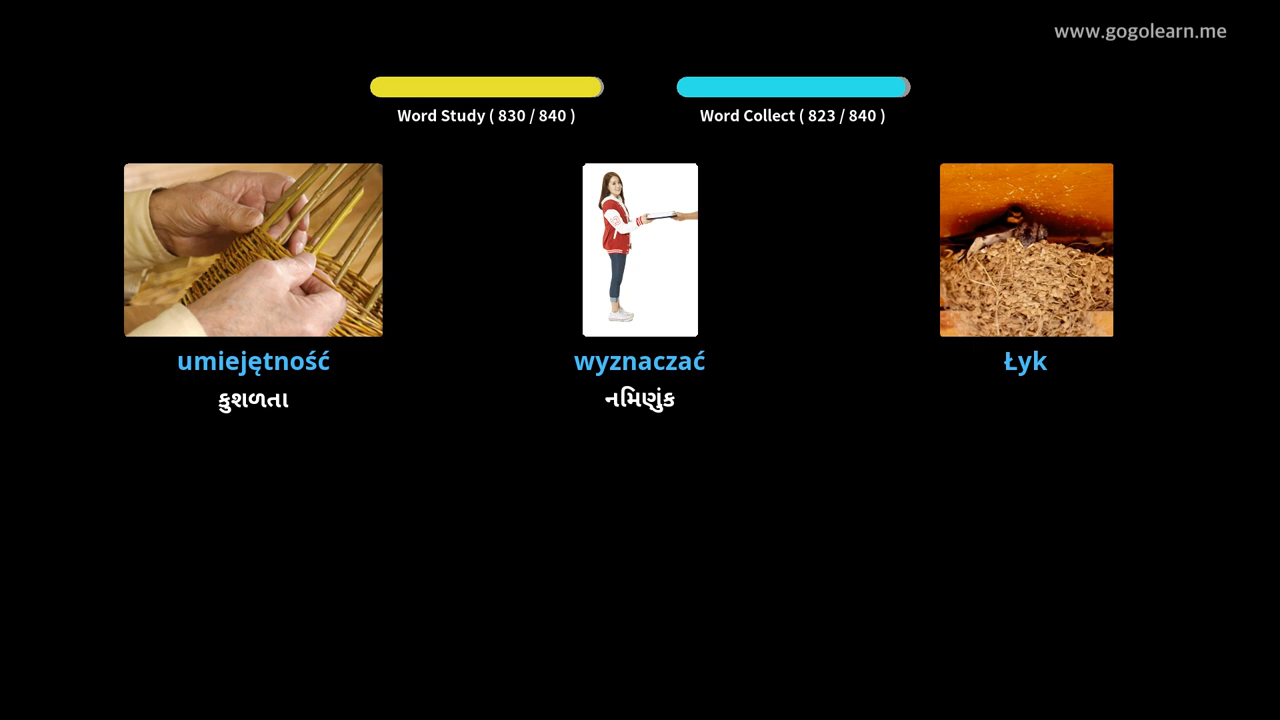 www.gogolearn.me
Word Study ( 830 / 840 )
Word Collect ( 823 / 840 )
umiejętność
કુશળતા
wyznaczać
નમિણુંક
Łyk